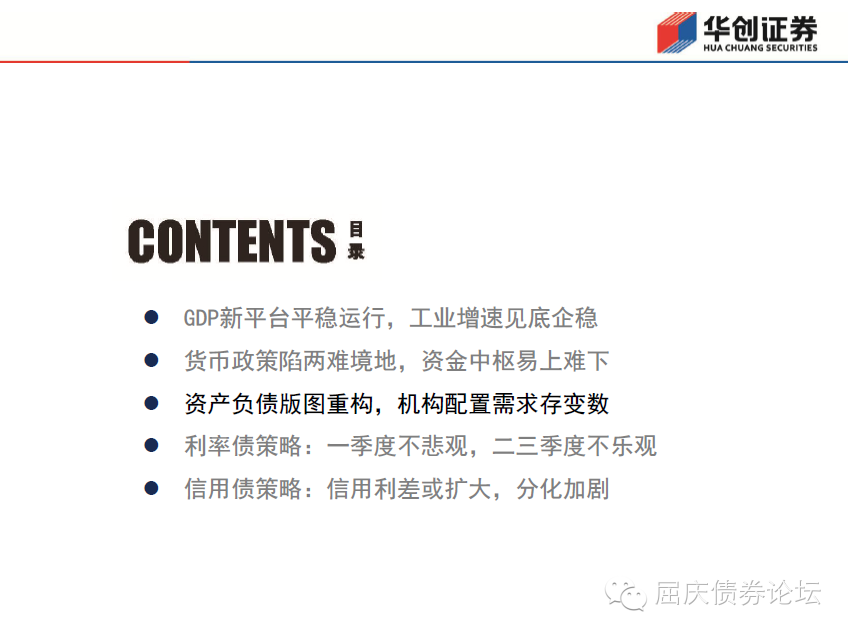 华创证券
HUA CHUANG SECURITIES
CONTENTS 目录
GDP新平台平稳运行，工业增速见底企稳
货币政策陷两难境地，资金中枢易上难下
资产负债版图重构，机构配置需求存变数
利率债策略：一季度不悲观，二三季度不乐观
信用债策略：信用利差或扩大，分化加剧
屈庆债券论坛